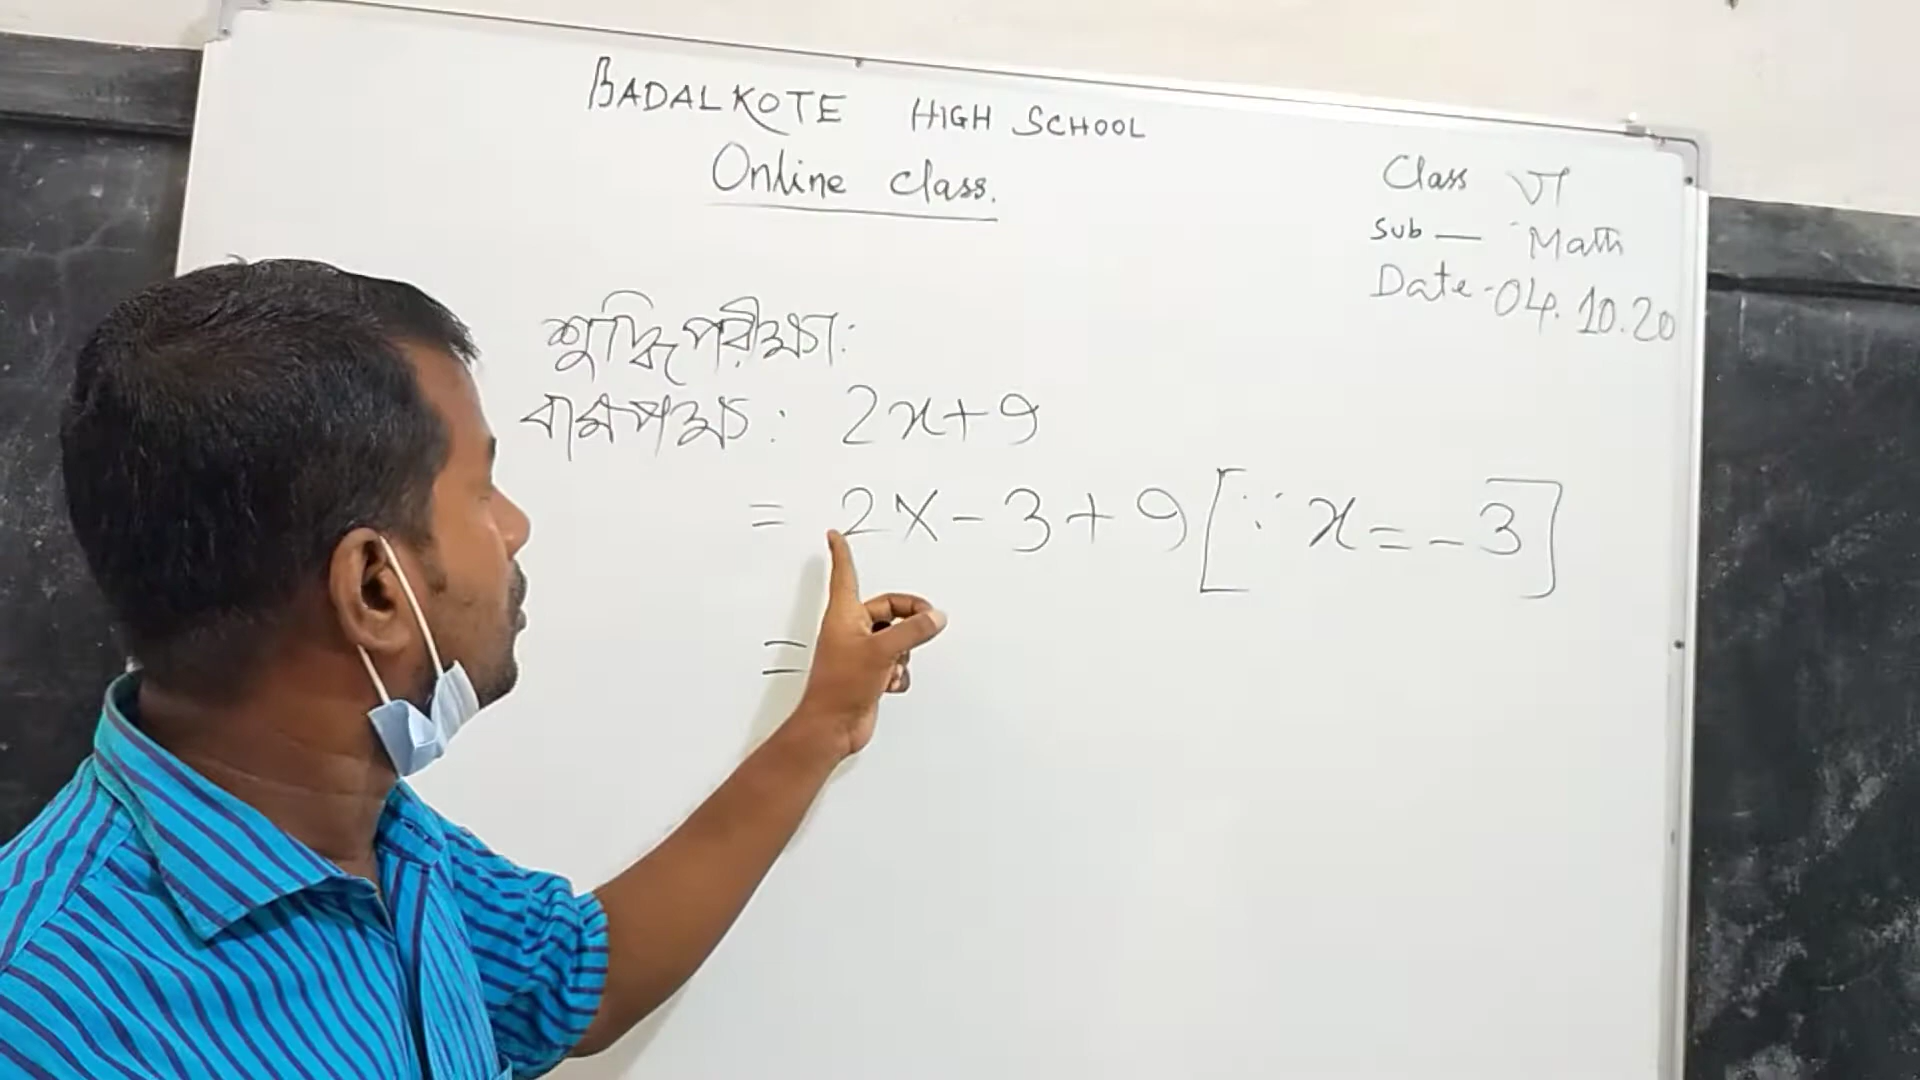 BADALKOTE HIGH SCHOOL
Online class.
Class VI
Sub — Math
Date - 04.10.20
শুদ্ধিপরীক্ষা:
বামপক্ষ: 2x+9
= 2×-3+9 [∵ x = -3]
=